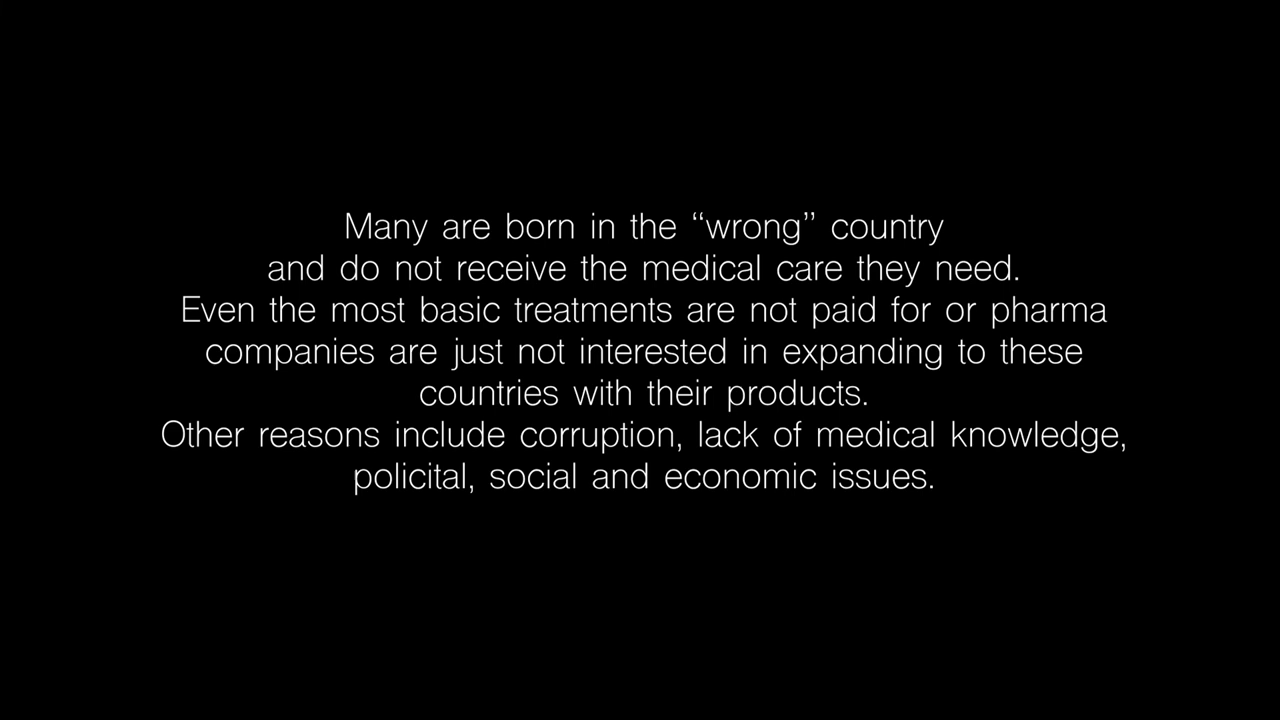 Many are born in the “wrong” country
and do not receive the medical care they need.
Even the most basic treatments are not paid for or pharma
companies are just not interested in expanding to these
countries with their products.
Other reasons include corruption, lack of medical knowledge,
policital, social and economic issues.